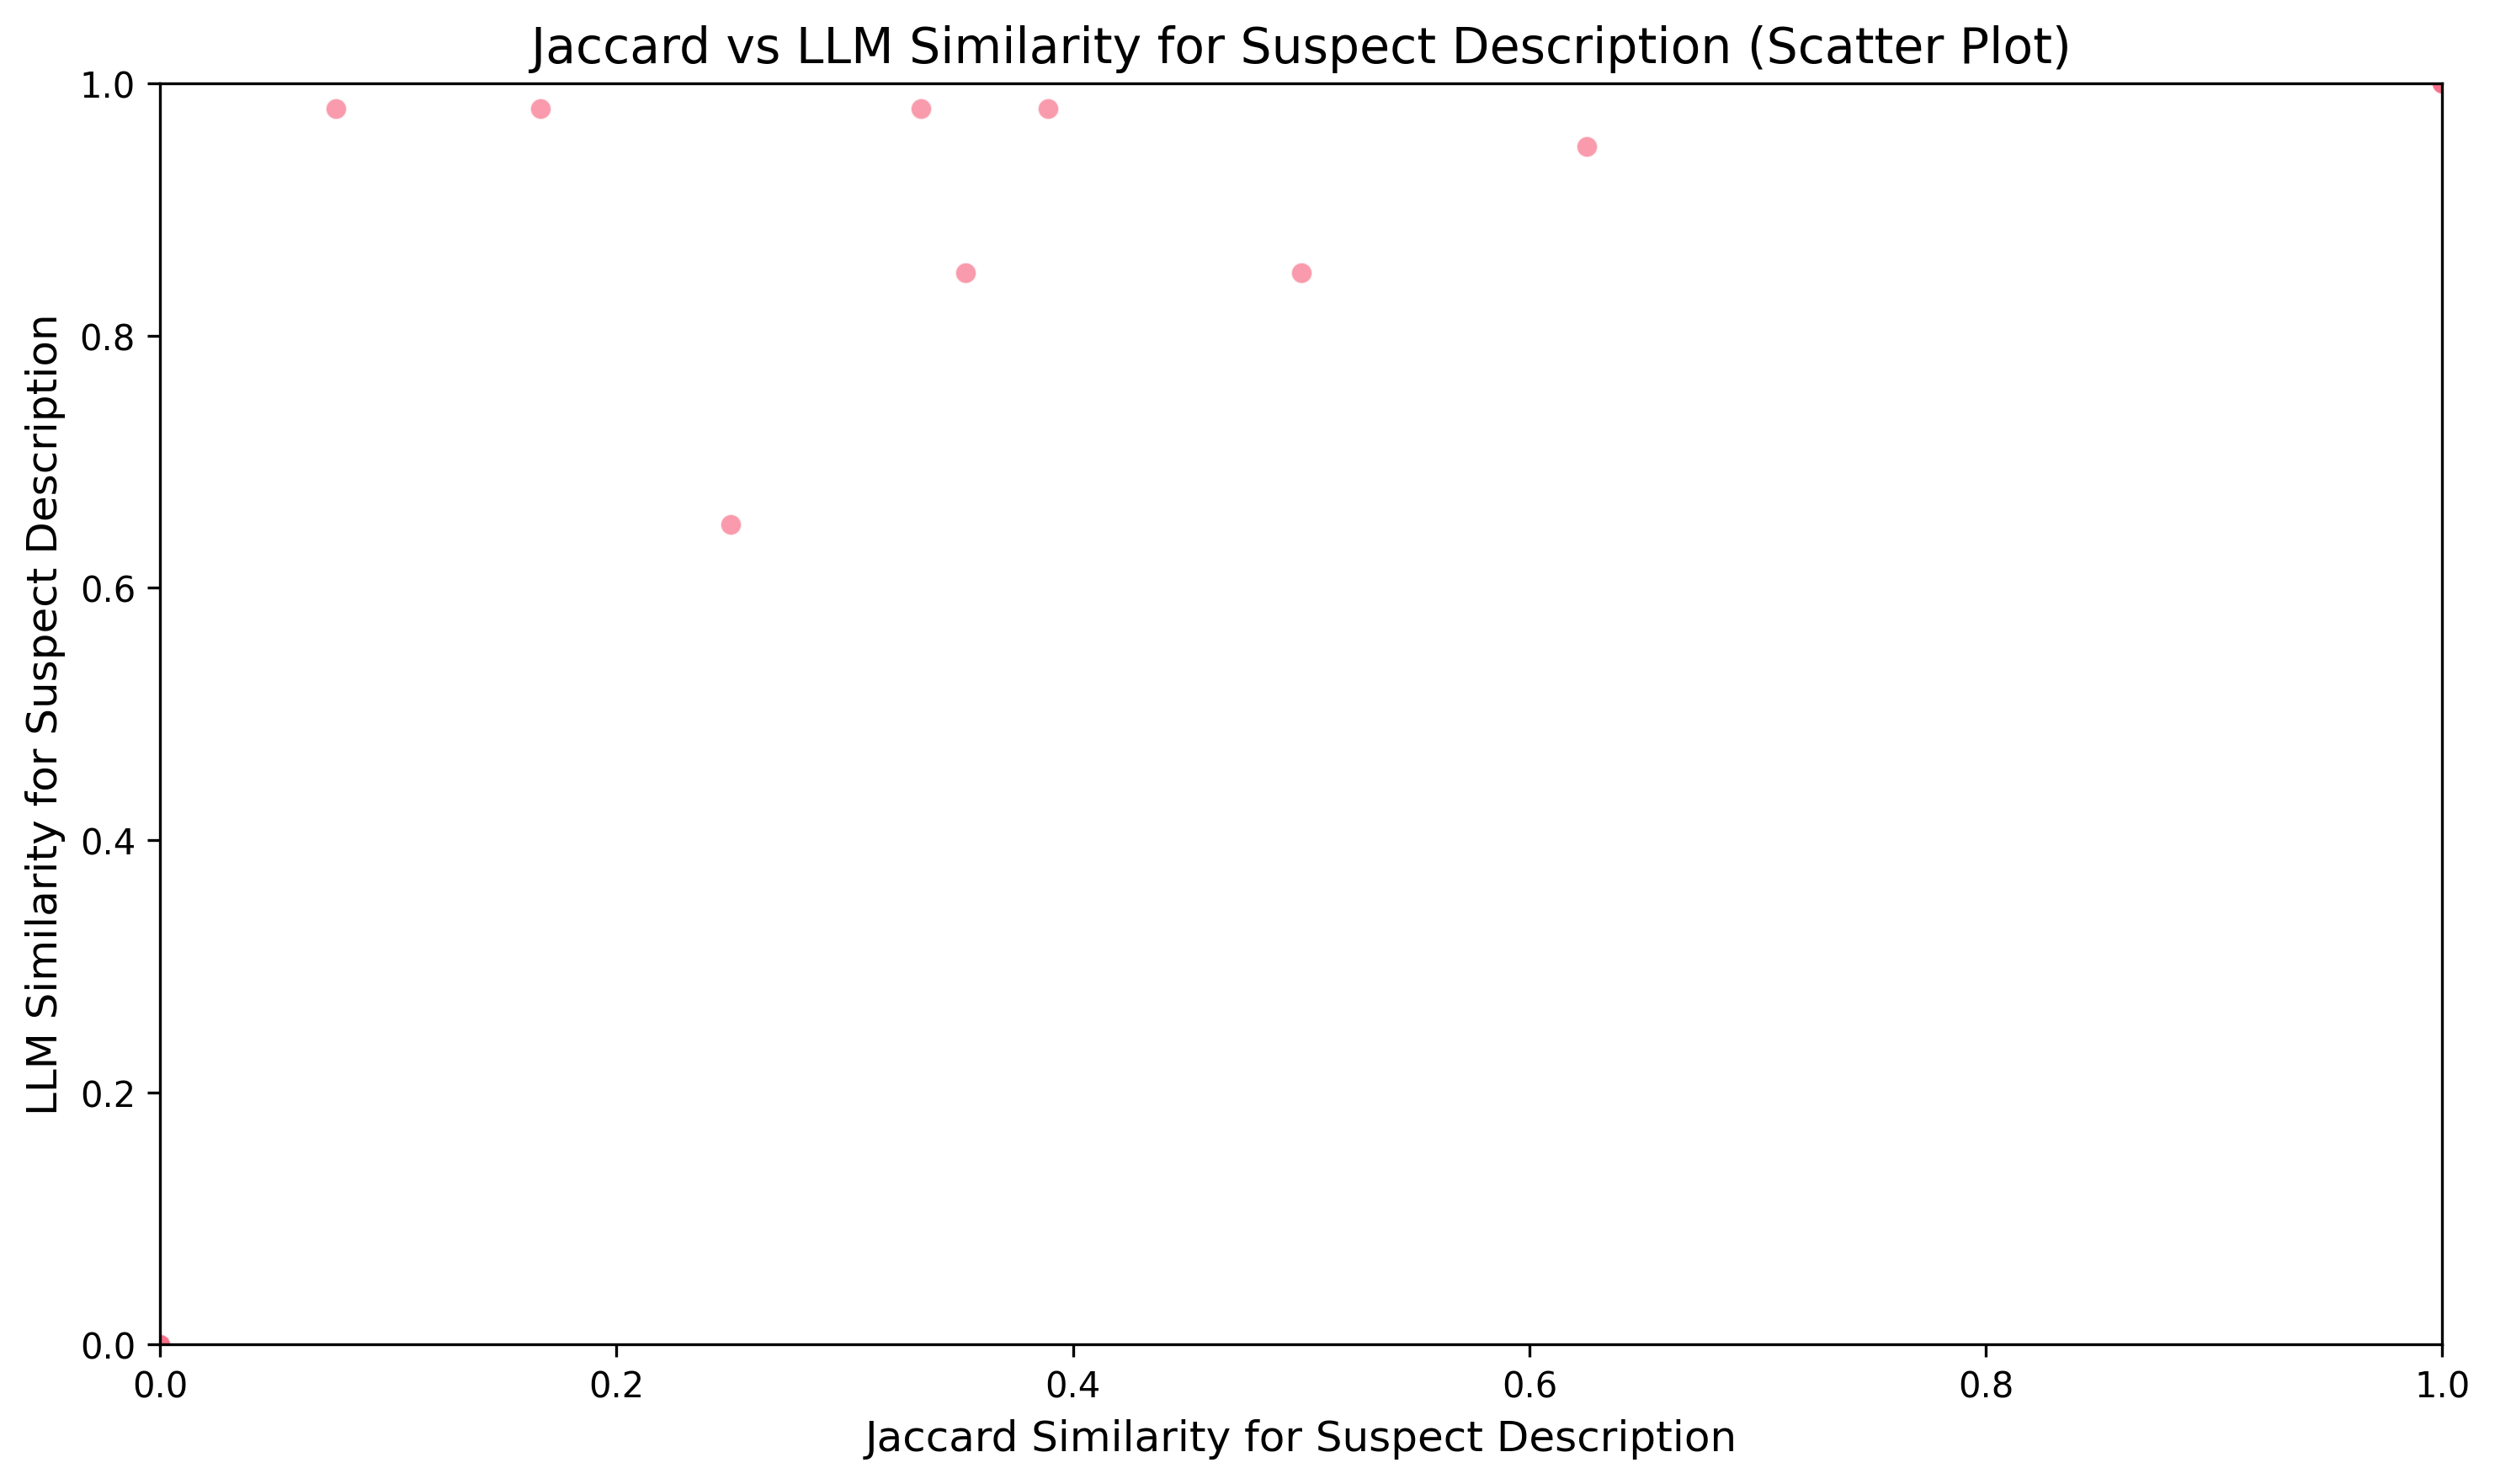 Jaccard vs LLM Similarity for Suspect Description (Scatter Plot)
LLM Similarity for Suspect Description
1.0
0.8
0.6
0.4
0.2
0.0
0.0 0.2 0.4 0.6 0.8 1.0
Jaccard Similarity for Suspect Description